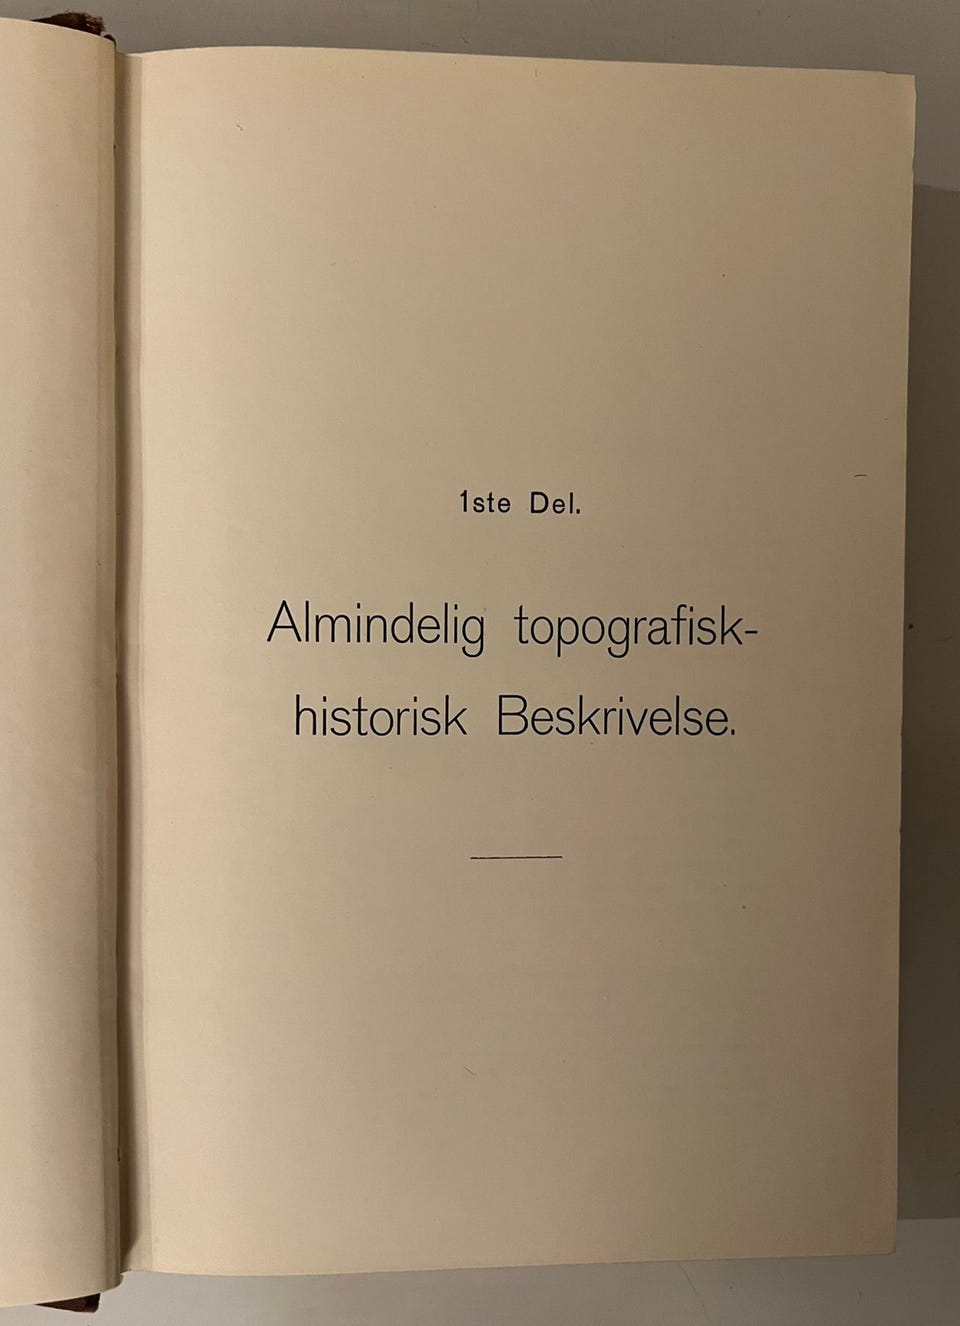 1ste Del.
Almindelig topografisk-
historisk Beskrivelse.